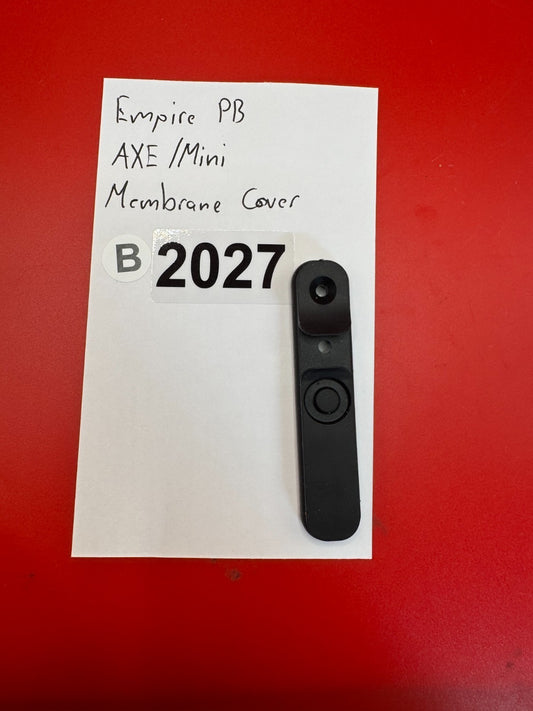 Empire PB
AXE/Mini
Membrane Cover
B 2027